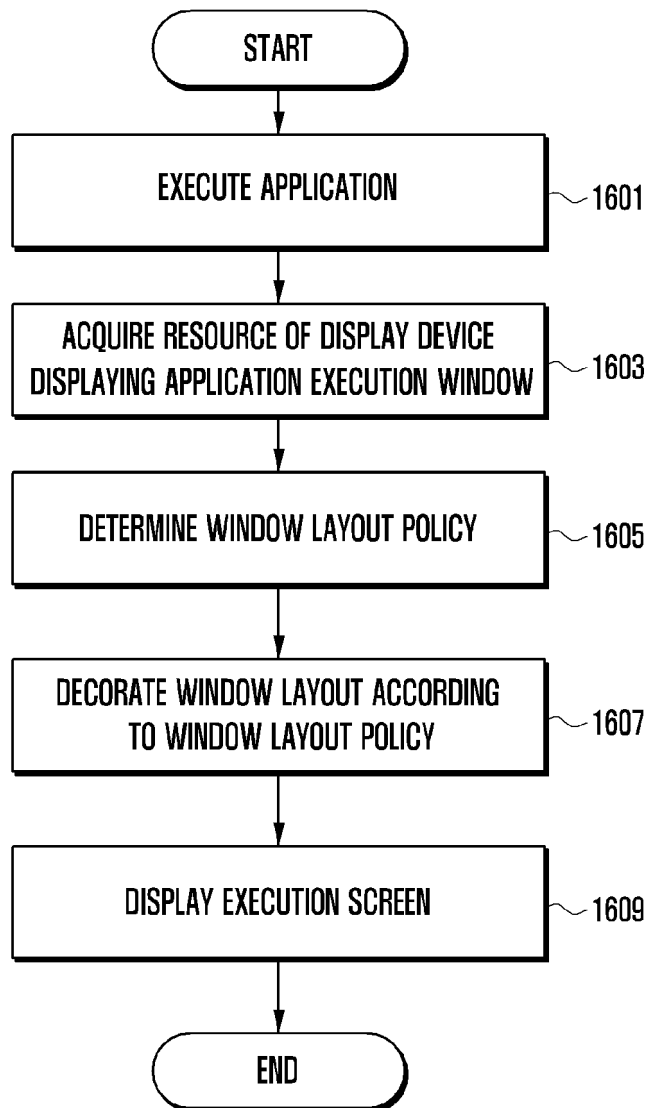 START
EXECUTE APPLICATION
1601
ACQUIRE RESOURCE OF DISPLAY DEVICE
DISPLAYING APPLICATION EXECUTION WINDOW
1603
DETERMINE WINDOW LAYOUT POLICY
1605
DECORATE WINDOW LAYOUT ACCORDING
TO WINDOW LAYOUT POLICY
1607
DISPLAY EXECUTION SCREEN
1609
END